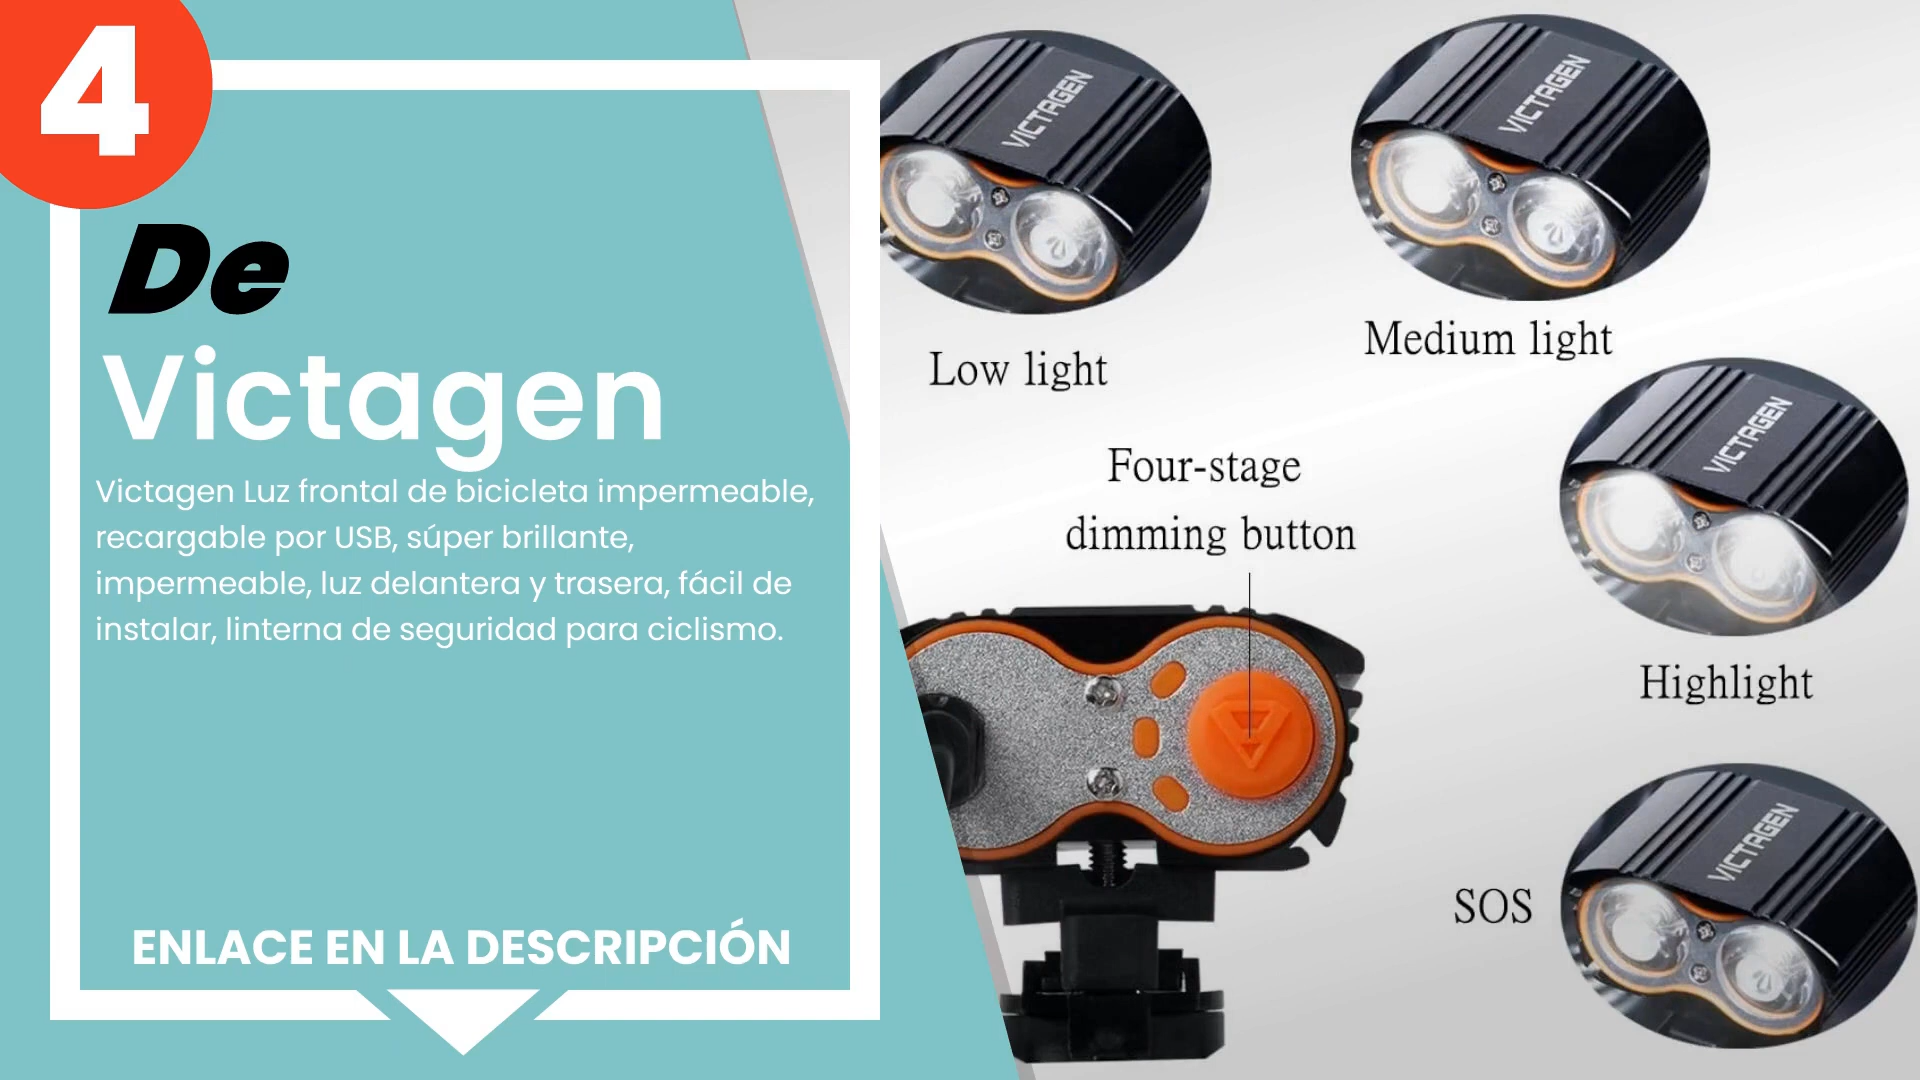 4
De
Victagen
Victagen Luz frontal de bicicleta impermeable,
recargable por USB, súper brillante,
impermeable, luz delantera y trasera, fácil de
instalar, linterna de seguridad para ciclismo.
ENLACE EN LA DESCRIPCIÓN
VICTAGEN
Low light
VICTAGEN
Medium light
Four-stage
dimming button
VICTAGEN
Highlight
SOS
VICTAGEN